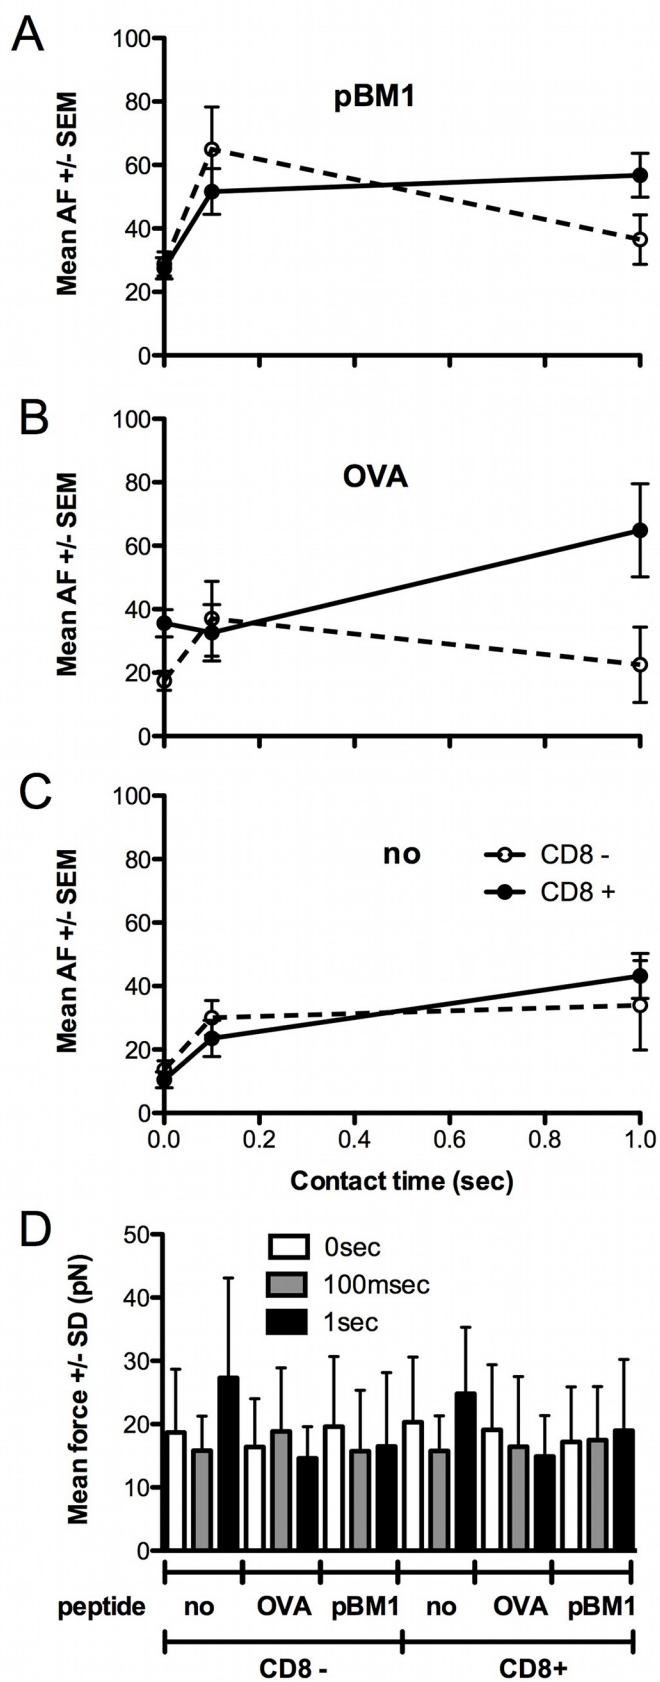 A
pBM1
Mean AF +/- SEM
100
80
60
40
20
0
B
OVA
Mean AF +/- SEM
100
80
60
40
20
0
C
no
CD8 -
CD8 +
Mean AF +/- SEM
100
80
60
40
20
0
0.0 0.2 0.4 0.6 0.8 1.0
Contact time (sec)
D
0sec
100msec
1sec
Mean force +/- SD (pN)
50
40
30
20
10
0
peptide no OVA pBM1 no OVA pBM1
CD8 - CD8+